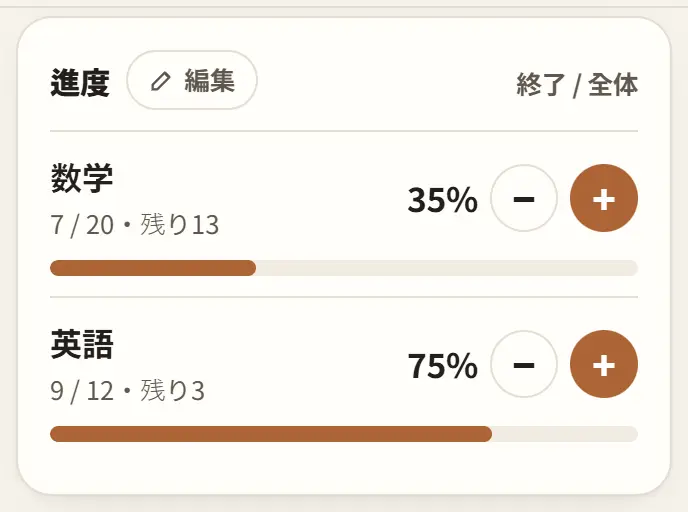 進度 編集 終了 / 全体
数学
35% − +
7 / 20・残り13
英語
75% − +
9 / 12・残り3